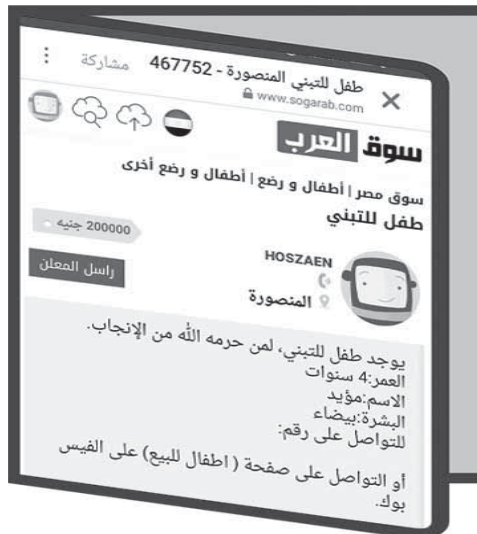 طفل للتبني المنصورة - 467752 مشاركة
www.sogarab.com
سوق العرب
سوق مصر | أطفال و رضع | أطفال و رضع أخرى
طفل للتبني
200000 جنيه
HOSZAEN
المنصورة
راسل المعلن
يوجد طفل للتبني، لمن حرمه الله من الإنجاب.
العمر:4 سنوات
الاسم:مؤيد
البشرة:بيضاء
للتواصل على رقم:
أو التواصل على صفحة ( اطفال للبيع) على الفيس
بوك.